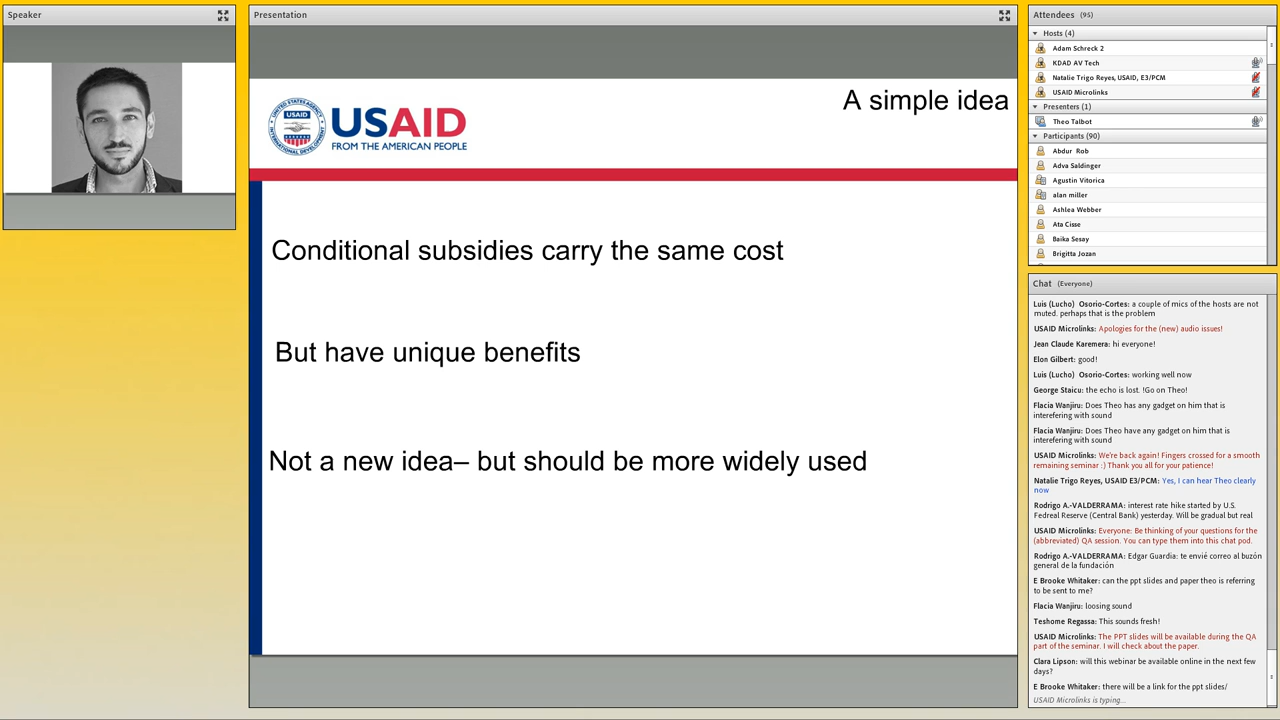 Speaker
Presentation
A simple idea
USAID
USAID
FROM THE AMERICAN PEOPLE
Conditional subsidies carry the same cost
But have unique benefits
Not a new idea– but should be more widely used
Attendees (95)
Hosts (4)
Adam Schreck 2
KDAD AV Tech
Natalie Trigo Reyes, USAID, E3/PCM
USAID Microlinks
Presenters (1)
Theo Talbot
Participants (90)
Abdur Rob
Adva Saldinger
Agustin Vitorica
alan miller
Ashlea Webber
Ata Cisse
Baika Sesay
Brigitta Jozan
Chat (Everyone)
Luis (Lucho) Osorio-Cortes: a couple of mics of the hosts are not
muted. perhaps that is the problem
USAID Microlinks: Apologies for the (new) audio issues!
Jean Claude Karemera: hi everyone!
Elon Gilbert: good!
Luis (Lucho) Osorio-Cortes: working well now
George Staicu: the echo is lost. !Go on Theo!
Flacia Wanjiru: Does Theo has any gadget on him that is
interefering with sound
Flacia Wanjiru: Does Theo have any gadget on him that is
interefering with sound
USAID Microlinks: We're back again! Fingers crossed for a smooth
remaining seminar :) Thank you all for your patience!
Natalie Trigo Reyes, USAID E3/PCM: Yes, I can hear Theo clearly
now
Rodrigo A.-VALDERRAMA: interest rate hike started by U.S.
Fedreal Reserve (Central Bank) yesterday. Will be gradual but real
USAID Microlinks: Everyone: Be thinking of your questions for the
(abbreviated) QA session. You can type them into this chat pod.
Rodrigo A.-VALDERRAMA: Edgar Guardia: te envié correo al buzón
general de la fundación
E Brooke Whitaker: can the ppt slides and paper theo is referring
to be sent to me?
Flacia Wanjiru: loosing sound
Teshome Regassa: This sounds fresh!
USAID Microlinks: The PPT slides will be available during the QA
part of the seminar. I will check about the paper.
Clara Lipson: will this webinar be available online in the next few
days?
E Brooke Whitaker: there will be a link for the ppt slides/
USAID Microlinks is typing...